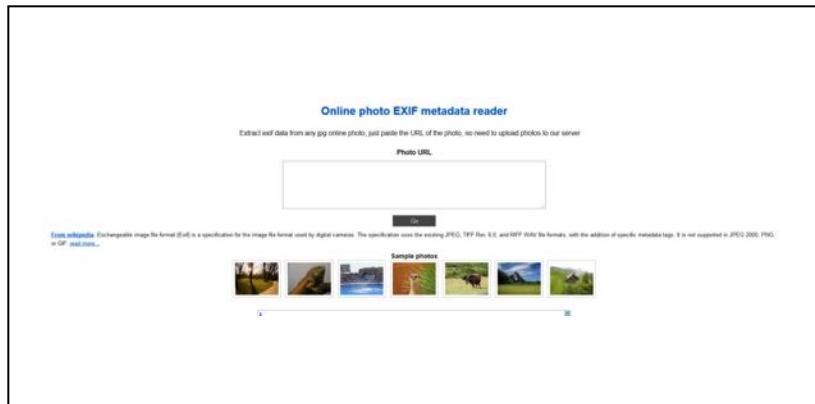 Online photo EXIF metadata reader
Extract exif data from any jpg online photo, just paste the URL of the photo, no need to upload photos to our server
Photo URL
Go
From wikipedia: Exchangeable image file format (Exif) is a specification for the image file format used by digital cameras. The specification uses the existing JPEG, TIFF Rev. 6.0, and RIFF WAV file formats, with the addition of specific metadata tags. It is not supported in JPEG 2000, PNG,
or GIF. read more...
Sample photos